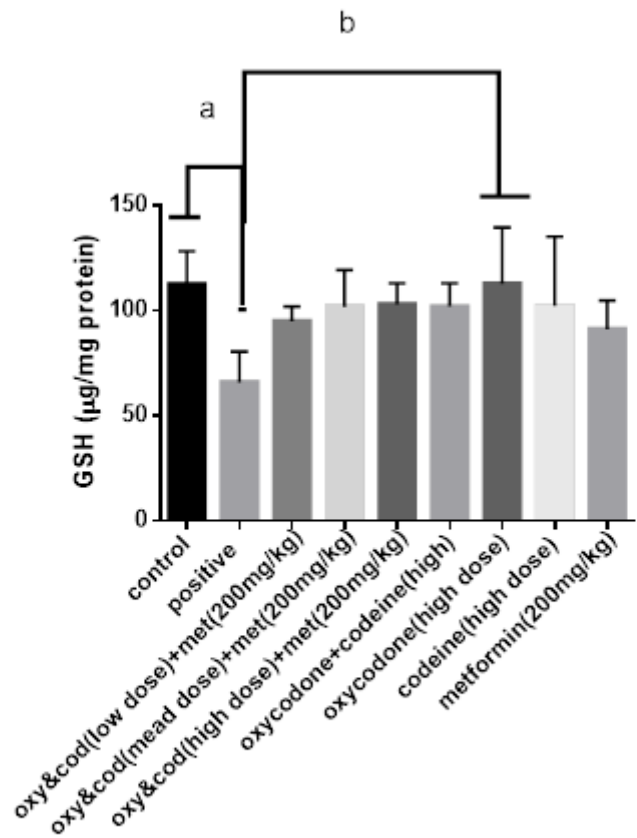 b
a
150
100
50
0
GSH (µg/mg protein)
control
positive
oxy&cod(low dose)+met(200mg/kg)
oxy&cod(mead dose)+met(200mg/kg)
oxy&cod(high dose)+met(200mg/kg)
oxycodone+codeine(high)
oxycodone(high dose)
codeine(high dose)
metformin(200mg/kg)